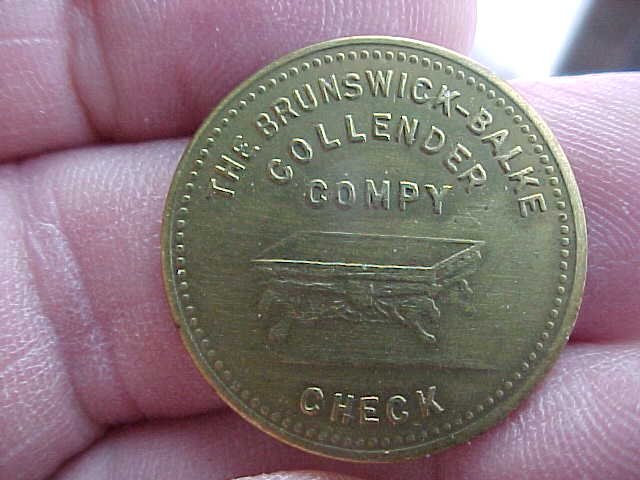 THE BRUNSWICK-BALKE
COLLENDER
COMPY
CHECK